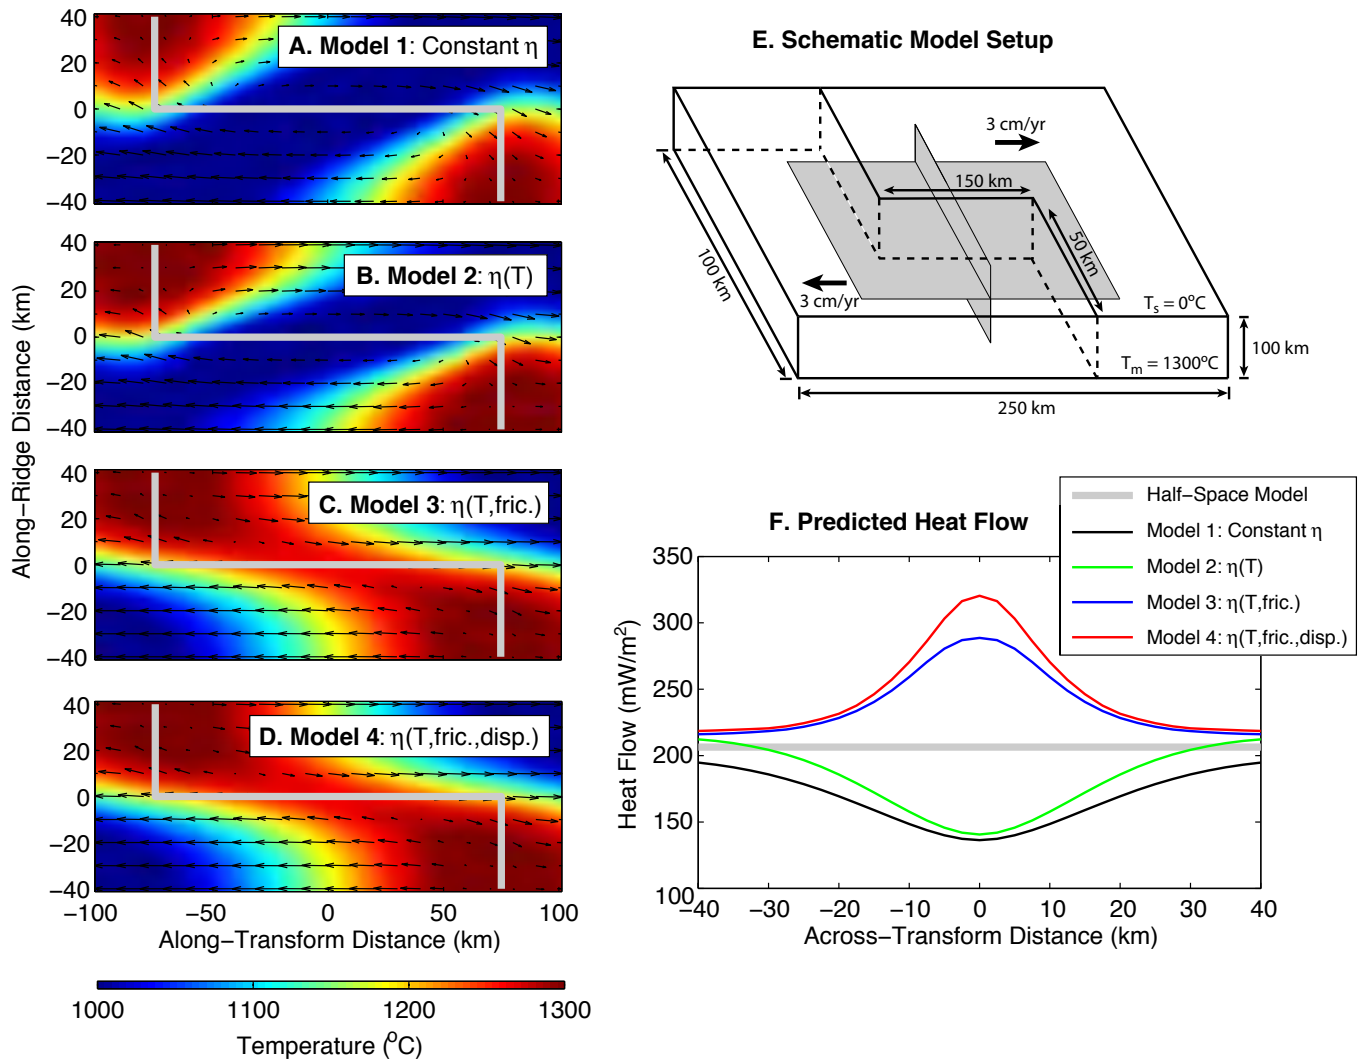 A. Model 1: Constant η
40
20
0
−20
−40
B. Model 2: η(T)
40
20
0
−20
−40
C. Model 3: η(T,fric.)
40
20
0
−20
−40
D. Model 4: η(T,fric.,disp.)
40
20
0
−20
−40
−100
−50
0
50
100
Along−Ridge Distance (km)
Along−Transform Distance (km)
1000
1100
1200
1300
Temperature (°C)
E. Schematic Model Setup
3 cm/yr
150 km
50 km
100 km
3 cm/yr
Ts = 0°C
Tm = 1300°C
100 km
250 km
F. Predicted Heat Flow
Half−Space Model
Model 1: Constant η
Model 2: η(T)
Model 3: η(T,fric.)
Model 4: η(T,fric.,disp.)
350
300
250
200
150
100
Heat Flow (mW/m²)
−40
−30
−20
−10
0
10
20
30
40
Across−Transform Distance (km)